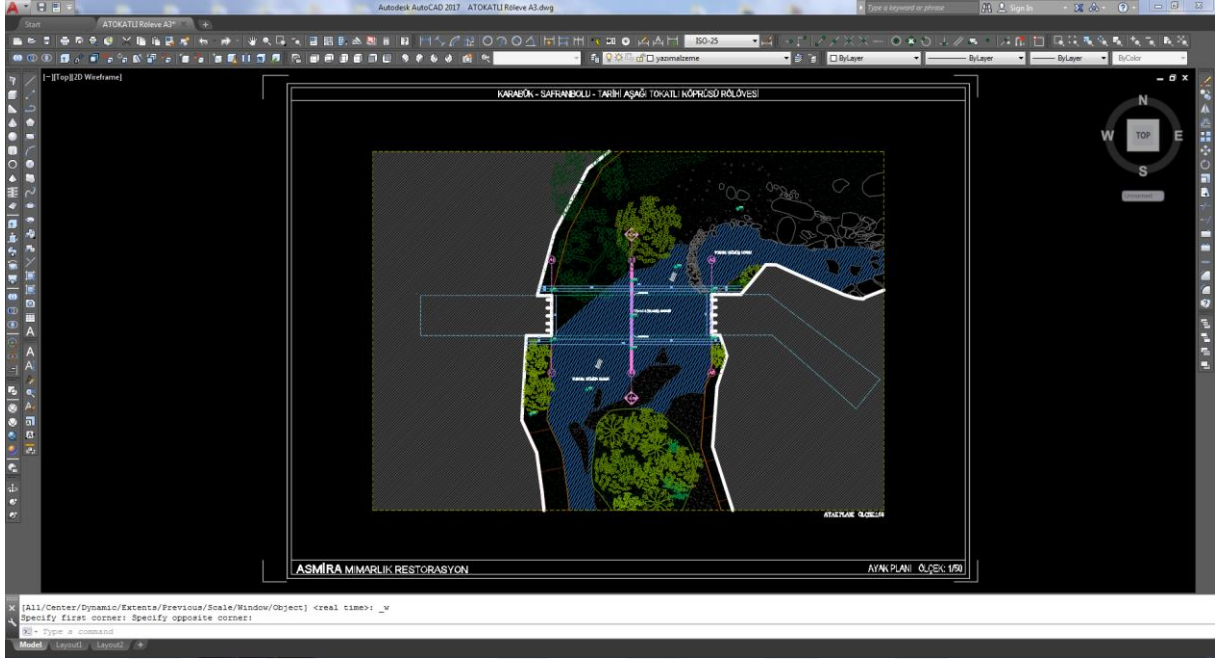 Autodesk AutoCAD 2017 ATOKATLI Röleve A3.dwg
Type a keyword or phrase
Sign In
Start
ATOKATLI Röleve A3*
ISO-25
yazımalzeme
ByLayer
ByLayer
ByLayer
ByColor
[−][Top][2D Wireframe]
KARABÜK - SAFRANBOLU - TARİHİ AŞAĞI TOKATLI KÖPRÜSÜ RÖLÖVESİ
N
W
TOP
E
S
Unnamed
ASMİRA MIMARLIK RESTORASYON
AYAK PLANI ÖLÇEK: 1/50
[All/Center/Dynamic/Extents/Previous/Scale/Window/Object] <real time>: _w
Specify first corner: Specify opposite corner:
Type a command
Model
Layout1
Layout2